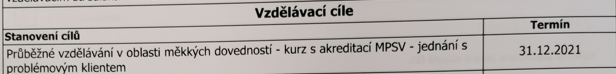 Vzdělávací cíle
Stanovení cílů Termín
Průběžné vzdělávání v oblasti měkkých dovedností - kurz s akreditací MPSV - jednání s 31.12.2021
problémovým klientem